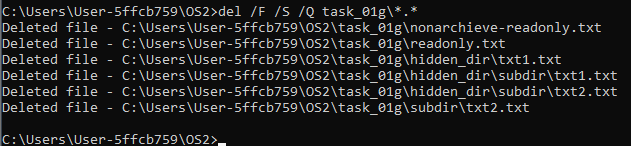 C:\Users\User-5ffcb759\OS2>del /F /S /Q task_01g\*.*
Deleted file - C:\Users\User-5ffcb759\OS2\task_01g\nonarchieve-readonly.txt
Deleted file - C:\Users\User-5ffcb759\OS2\task_01g\readonly.txt
Deleted file - C:\Users\User-5ffcb759\OS2\task_01g\hidden_dir\txt1.txt
Deleted file - C:\Users\User-5ffcb759\OS2\task_01g\hidden_dir\subdir\txt1.txt
Deleted file - C:\Users\User-5ffcb759\OS2\task_01g\hidden_dir\subdir\txt2.txt
Deleted file - C:\Users\User-5ffcb759\OS2\task_01g\subdir\txt2.txt
C:\Users\User-5ffcb759\OS2>